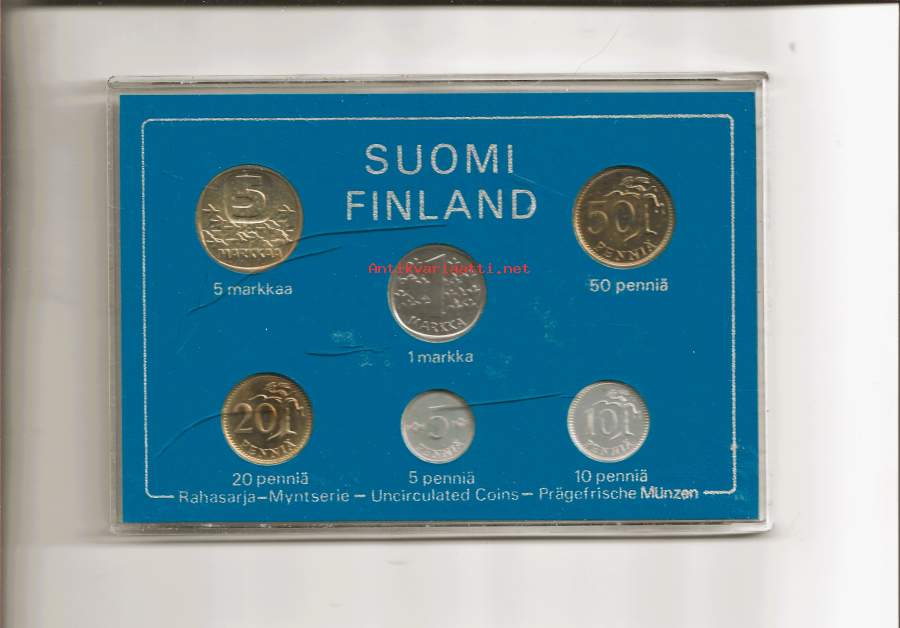 SUOMI
FINLAND
5
MARKKAA
5 markkaa
50
PENNIÄ
50 penniä
Antikvariaatti.net
1
MARKKA
1 markka
20
PENNIÄ
20 penniä
5
PENNIÄ
5 penniä
10
PENNIÄ
10 penniä
Rahasarja–Myntserie – Uncirculated Coins – Prägefrische Münzen